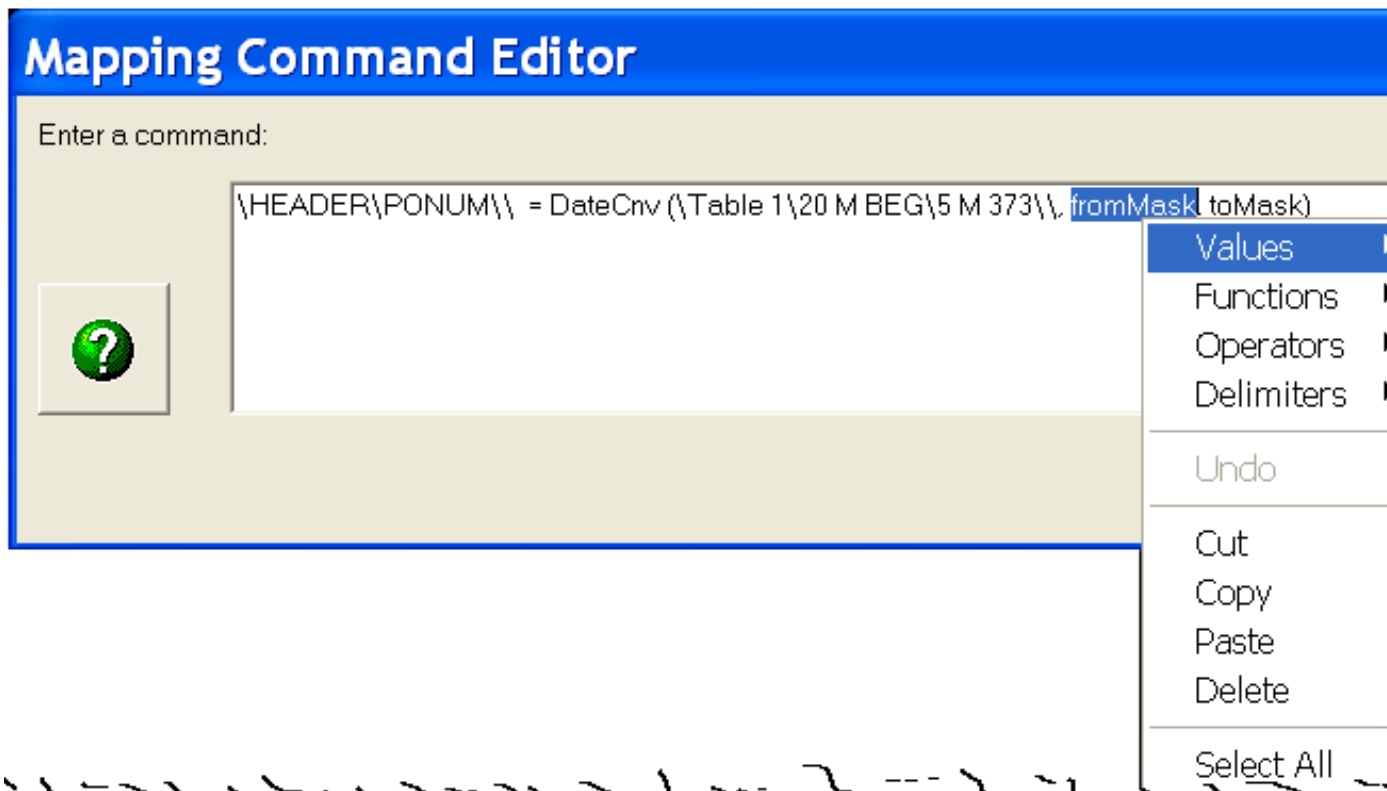 Mapping Command Editor
Enter a command:
\HEADER\PONUM\\ = DateCnv (\Table 1\20 M BEG\5 M 373\\, fromMask, toMask)
Values
Functions
Operators
Delimiters
Undo
Cut
Copy
Paste
Delete
Select All